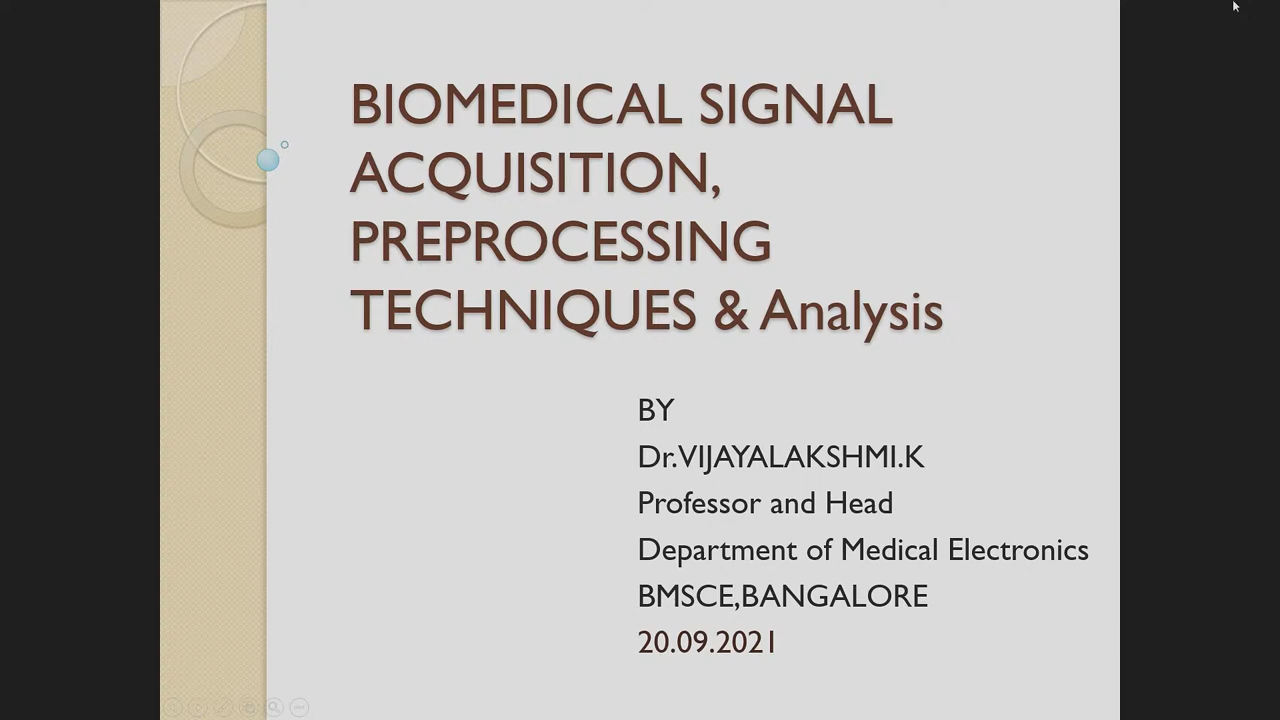 BIOMEDICAL SIGNAL
ACQUISITION,
PREPROCESSING
TECHNIQUES & Analysis
BY
Dr.VIJAYALAKSHMI.K
Professor and Head
Department of Medical Electronics
BMSCE,BANGALORE
20.09.2021